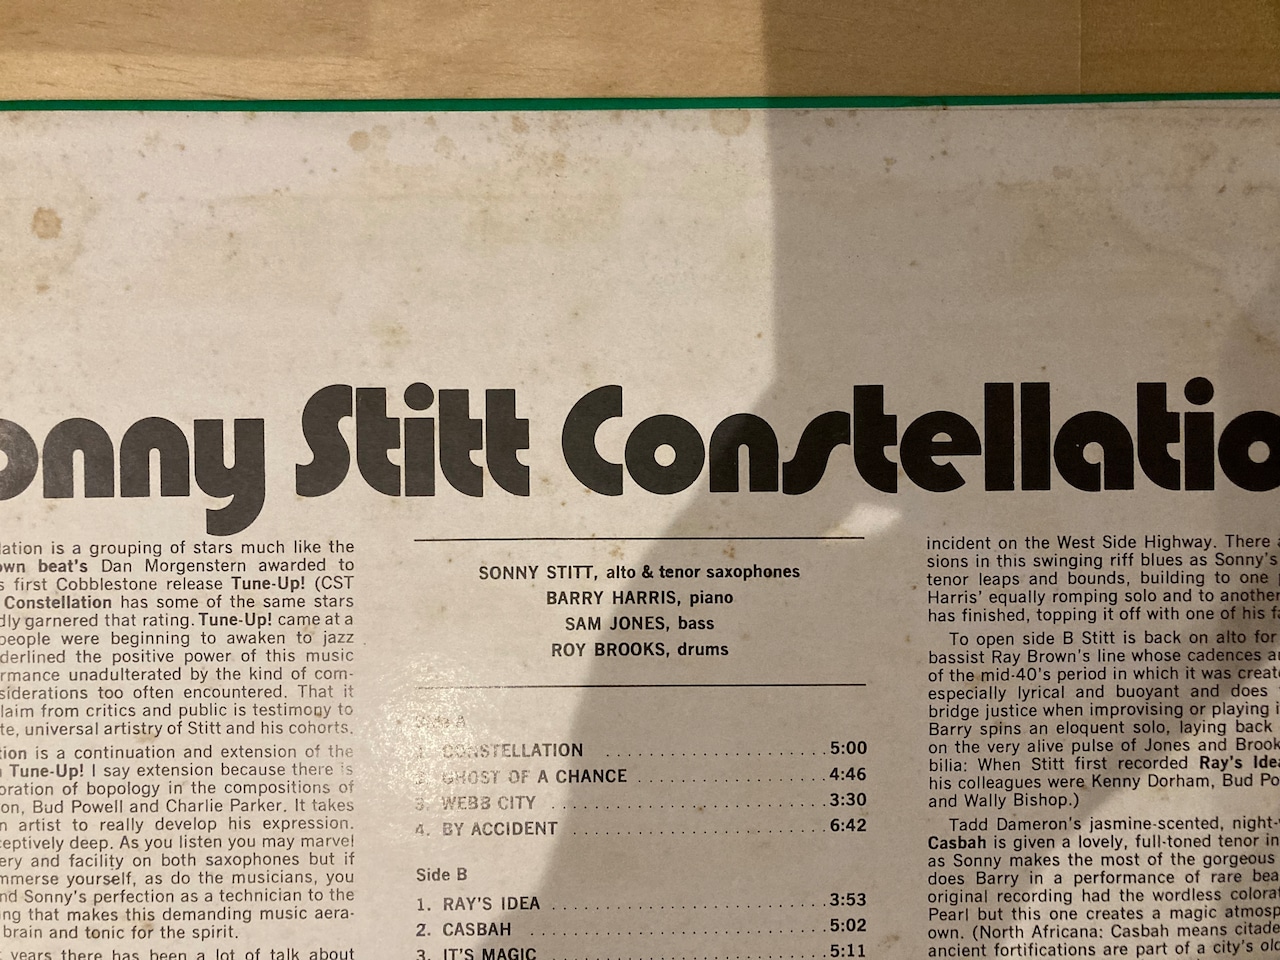 onny Stitt Constellatio
lation is a grouping of stars much like the
own beat's Dan Morgenstern awarded to
s first Cobblestone release Tune-Up! (CST
Constellation has some of the same stars
dly garnered that rating. Tune-Up! came at a
people were beginning to awaken to jazz
derlined the positive power of this music
rmance unadulterated by the kind of com-
siderations too often encountered. That it
laim from critics and public is testimony to
te, universal artistry of Stitt and his cohorts.
tion is a continuation and extension of the
Tune-Up! I say extension because there is
oration of bopology in the compositions of
on, Bud Powell and Charlie Parker. It takes
n artist to really develop his expression.
ceptively deep. As you listen you may marvel
ery and facility on both saxophones but if
mmerse yourself, as do the musicians, you
nd Sonny's perfection as a technician to the
ng that makes this demanding music aera-
brain and tonic for the spirit.
years there has been a lot of talk about
SONNY STITT, alto & tenor saxophones
BARRY HARRIS, piano
SAM JONES, bass
ROY BROOKS, drums
Side A
1. CONSTELLATION 5:00
2. GHOST OF A CHANCE 4:46
3. WEBB CITY 3:30
4. BY ACCIDENT 6:42
Side B
1. RAY'S IDEA 3:53
2. CASBAH 5:02
3. IT'S MAGIC 5:11
incident on the West Side Highway. There
sions in this swinging riff blues as Sonny's
tenor leaps and bounds, building to one
Harris' equally romping solo and to another
has finished, topping it off with one of his fa
To open side B Stitt is back on alto for
bassist Ray Brown's line whose cadences a
of the mid-40's period in which it was creat
especially lyrical and buoyant and does
bridge justice when improvising or playing i
Barry spins an eloquent solo, laying back
on the very alive pulse of Jones and Brook
bilia: When Stitt first recorded Ray's Idea
his colleagues were Kenny Dorham, Bud Po
and Wally Bishop.)
Tadd Dameron's jasmine-scented, night-
Casbah is given a lovely, full-toned tenor in
as Sonny makes the most of the gorgeous
does Barry in a performance of rare bea
original recording had the wordless colorat
Pearl but this one creates a magic atmosp
own. (North Africana: Casbah means citade
ancient fortifications are part of a city's old